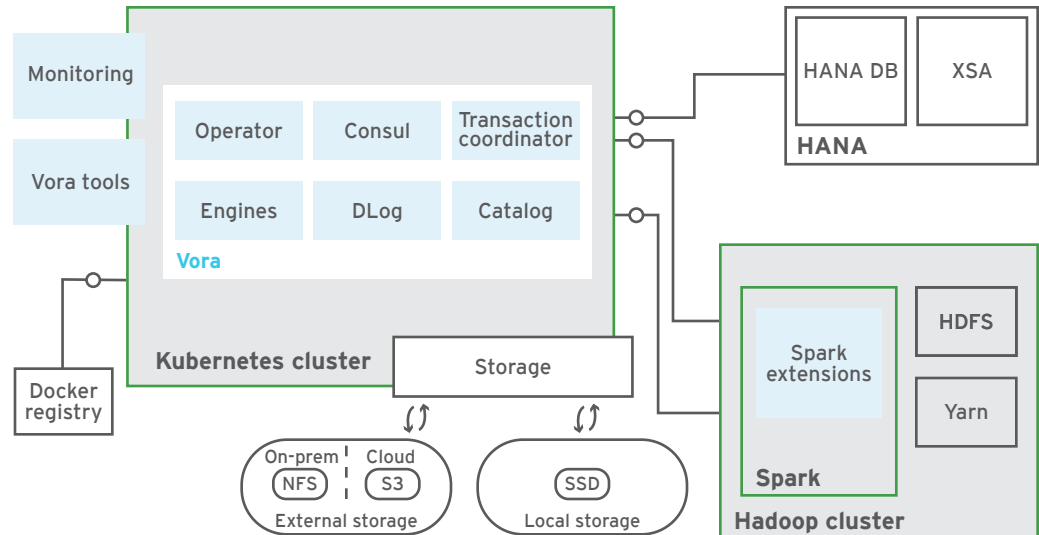 Monitoring
Vora tools
Operator
Consul
Transaction
coordinator
Engines
DLog
Catalog
Vora
Kubernetes cluster
HANA DB
XSA
HANA
Docker
registry
Storage
On-prem
NFS
Cloud
S3
External storage
SSD
Local storage
Spark
extensions
Spark
HDFS
Yarn
Hadoop cluster